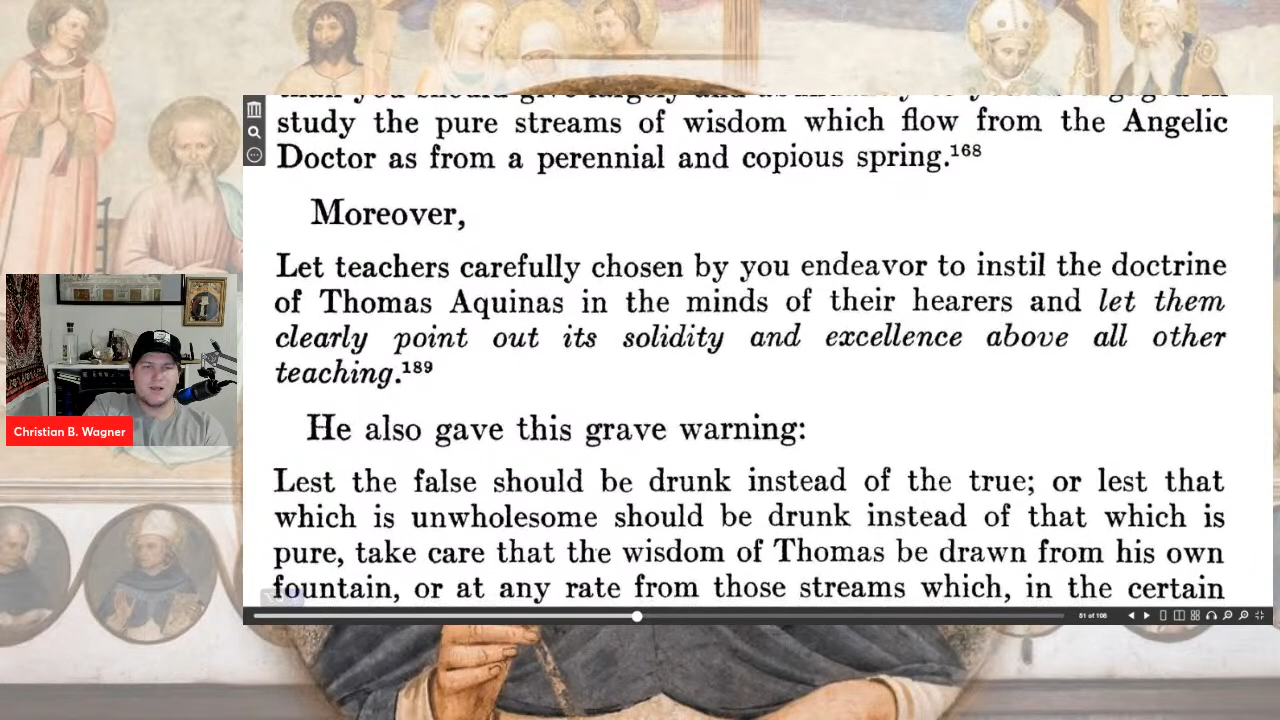 study the pure streams of wisdom which flow from the Angelic
Doctor as from a perennial and copious spring.¹⁶⁸
Moreover,
Let teachers carefully chosen by you endeavor to instil the doctrine
of Thomas Aquinas in the minds of their hearers and let them
clearly point out its solidity and excellence above all other
teaching.¹⁸⁹
He also gave this grave warning:
Lest the false should be drunk instead of the true; or lest that
which is unwholesome should be drunk instead of that which is
pure, take care that the wisdom of Thomas be drawn from his own
fountain, or at any rate from those streams which, in the certain
51 of 108
Christian B. Wagner